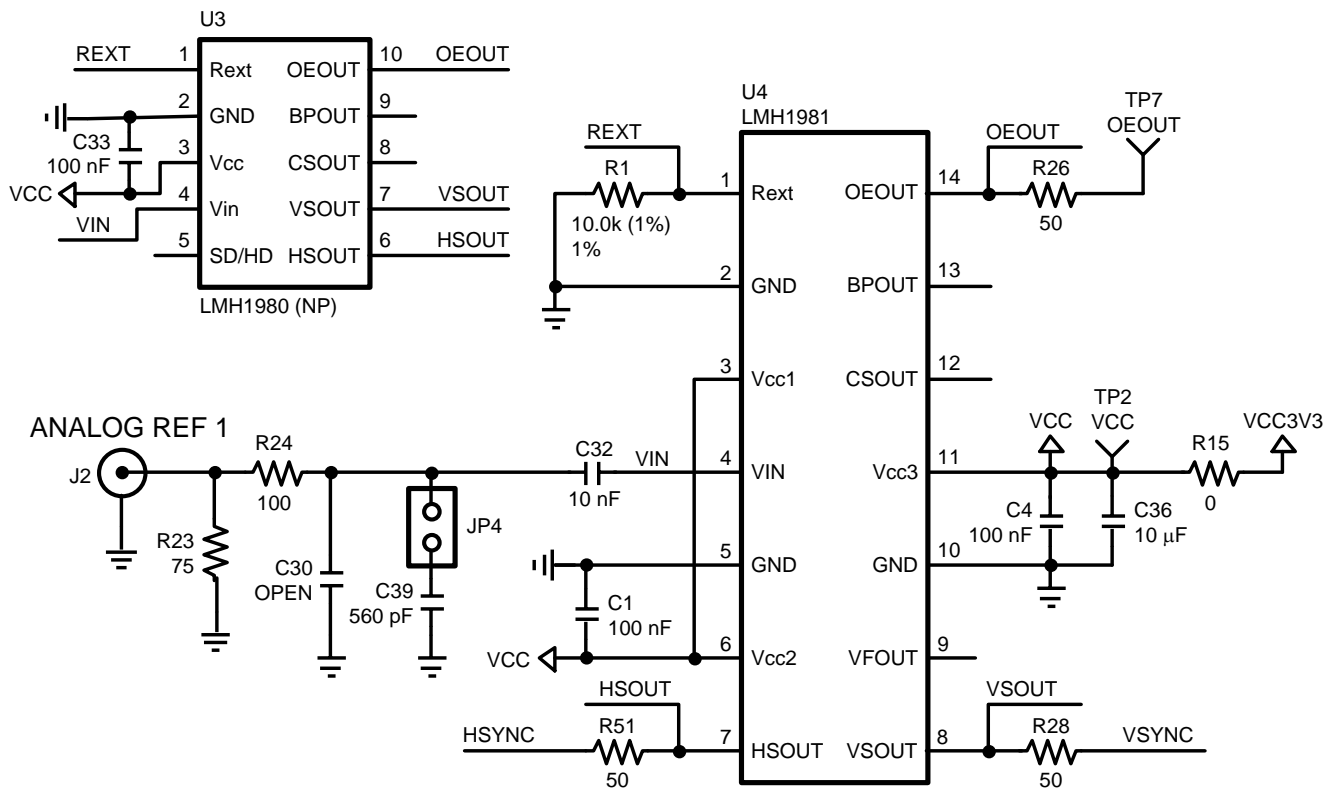 U3
REXT 1 Rext OEOUT 10 OEOUT
2 GND BPOUT 9
C33
100 nF
3 Vcc CSOUT 8
VCC
4 Vin VSOUT 7 VSOUT
VIN
5 SD/HD HSOUT 6 HSOUT
LMH1980 (NP)
U4
LMH1981
REXT
R1
10.0k (1%)
1%
1 Rext OEOUT 14
OEOUT
R26
50
TP7
OEOUT
2 GND BPOUT 13
3 Vcc1 CSOUT 12
ANALOG REF 1
J2
R24
100
R23
75
C30
OPEN
JP4
C39
560 pF
C32
10 nF
VIN
4 VIN Vcc3 11
VCC
TP2
VCC
R15
0
VCC3V3
C4
100 nF
C36
10 μF
5 GND GND 10
C1
100 nF
VCC
6 Vcc2 VFOUT 9
HSOUT
HSYNC
R51
50
7 HSOUT VSOUT 8
VSOUT
R28
50
VSYNC